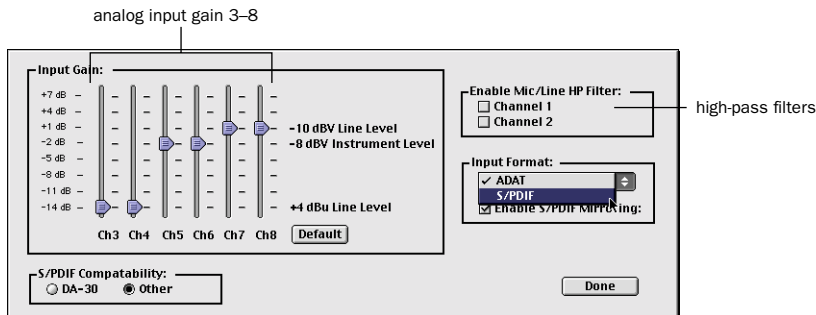 analog input gain 3–8
Input Gain:
+7 dB –
+4 dB –
+1 dB –
-2 dB –
-5 dB –
-8 dB –
-11 dB –
-14 dB –
-10 dBV Line Level
-8 dBV Instrument Level
+4 dBu Line Level
Ch3 Ch4 Ch5 Ch6 Ch7 Ch8 Default
Enable Mic/Line HP Filter:
Channel 1
Channel 2
high-pass filters
Input Format:
✓ ADAT
S/PDIF
Enable S/PDIF Mirroring:
S/PDIF Compatability:
DA-30 Other
Done